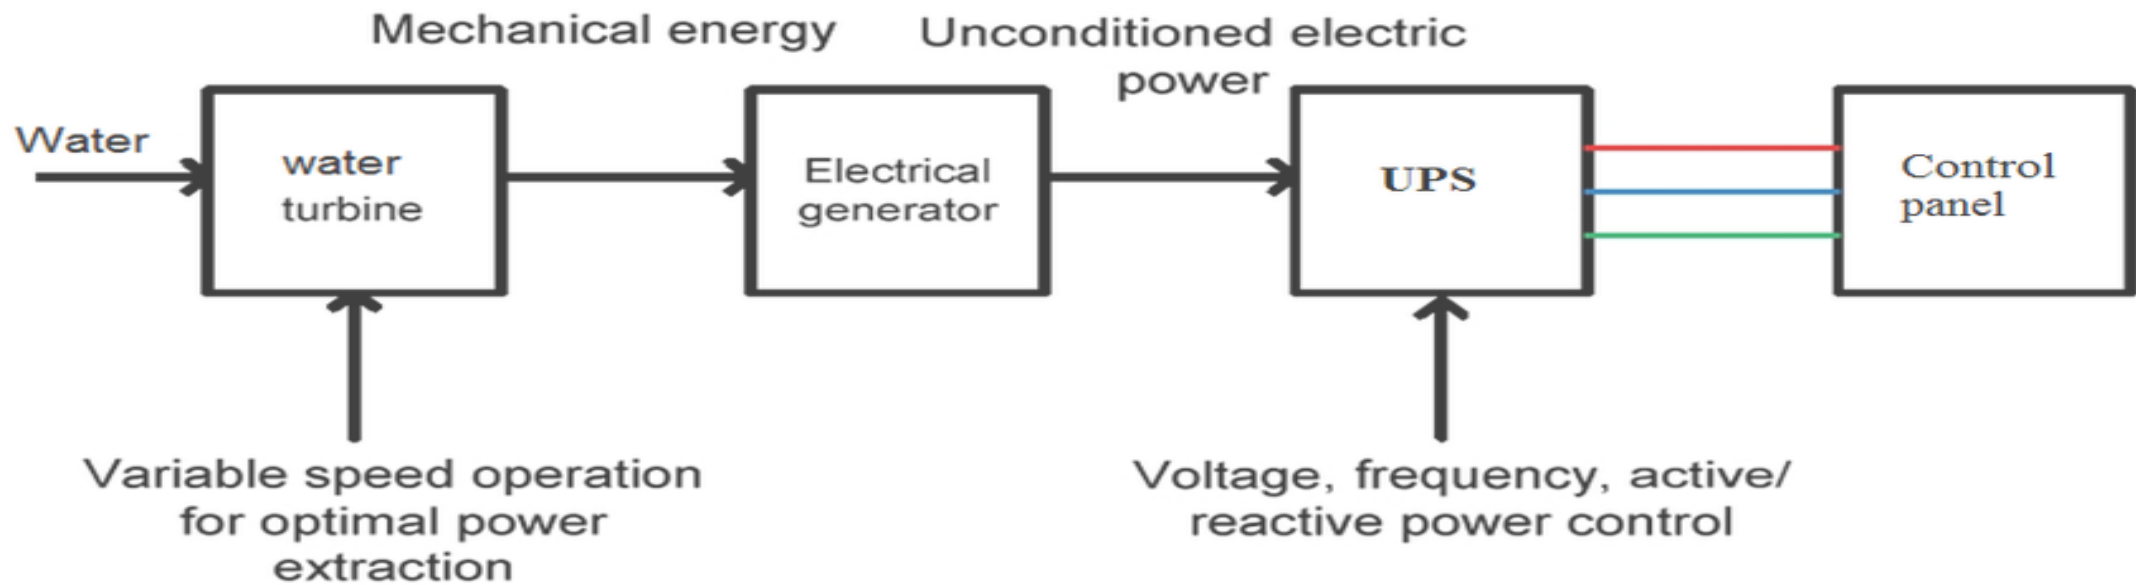 Mechanical energy
Unconditioned electric
power
Water
water
turbine
Electrical
generator
UPS
Control
panel
Variable speed operation
for optimal power
extraction
Voltage, frequency, active/
reactive power control